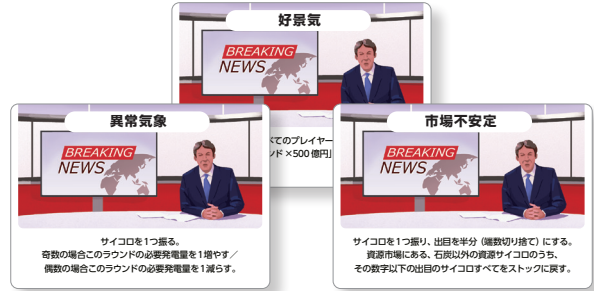 好景気
BREAKING
NEWS
べてのプレイヤー
ンド×500億円」
異常気象
BREAKING
NEWS
サイコロを1つ振る。
奇数の場合このラウンドの必要発電量を1増やす／
偶数の場合このラウンドの必要発電量を1減らす。
市場不安定
BREAKING
NEWS
サイコロを1つ振り、出目を半分（端数切り捨て）にする。
資源市場にある、石炭以外の資源サイコロのうち、
その数字以下の出目のサイコロすべてをストックに戻す。